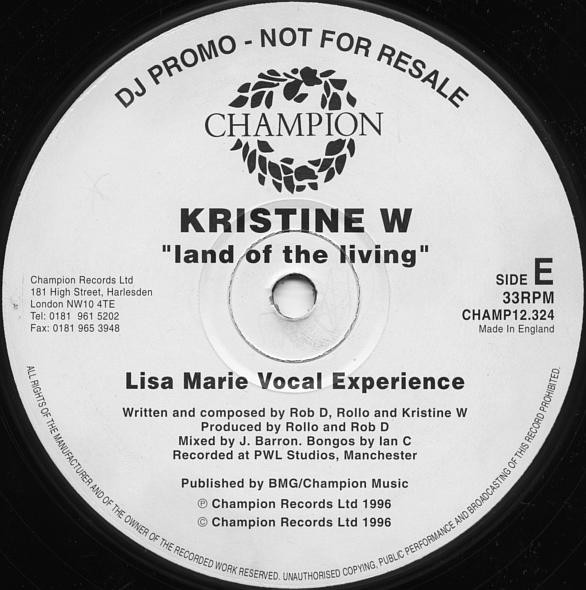 DJ PROMO - NOT FOR RESALE
CHAMPION
KRISTINE W
"land of the living"
Champion Records Ltd
181 High Street, Harlesden
London NW10 4TE
Tel: 0181 961 5202
Fax: 0181 965 3948
SIDE E
33RPM
CHAMP12.324
Made In England
Lisa Marie Vocal Experience
Written and composed by Rob D, Rollo and Kristine W
Produced by Rollo and Rob D
Mixed by J. Barron. Bongos by Ian C
Recorded at PWL Studios, Manchester
Published by BMG/Champion Music
℗ Champion Records Ltd 1996
© Champion Records Ltd 1996
ALL RIGHTS OF THE MANUFACTURER AND OF THE OWNER OF THE RECORDED WORK RESERVED. UNAUTHORISED COPYING, PUBLIC PERFORMANCE AND BROADCASTING OF THIS RECORD PROHIBITED.